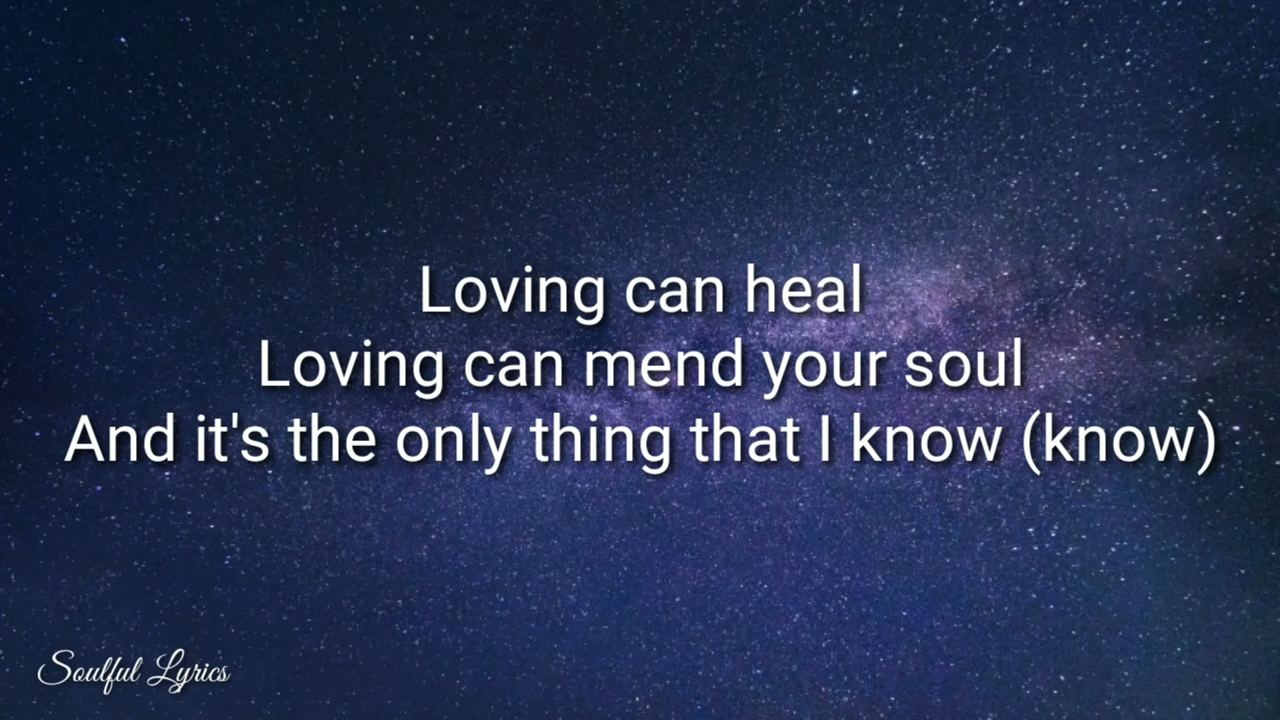 Loving can heal
Loving can mend your soul
And it's the only thing that I know (know)
Soulful Lyrics